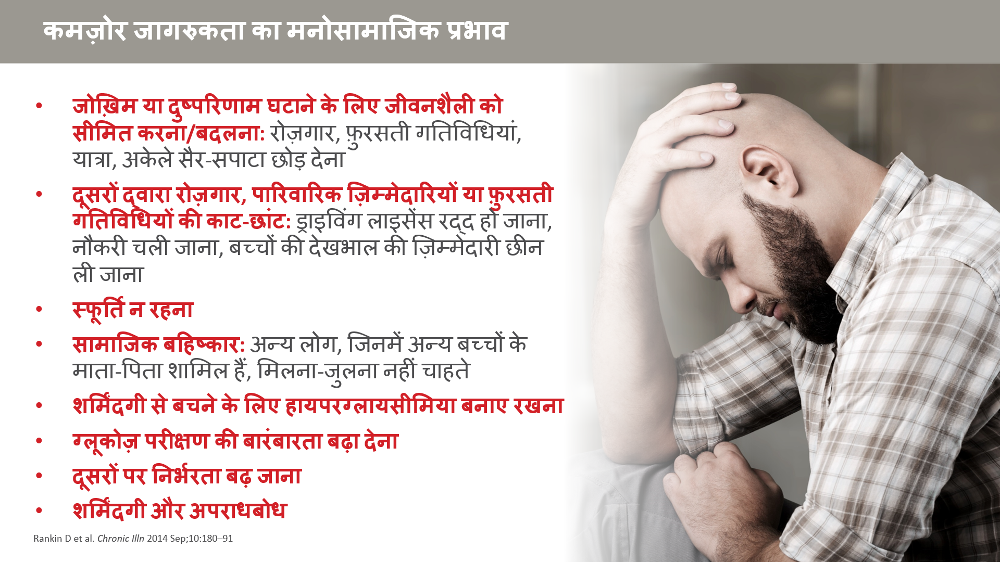 कमज़ोर जागरुकता का मनोसामाजिक प्रभाव
• जोख़िम या दुष्परिणाम घटाने के लिए जीवनशैली को
सीमित करना/बदलना: रोज़गार, फ़ुरसती गतिविधियां,
यात्रा, अकेले सैर-सपाटा छोड़ देना
• दूसरों द्वारा रोज़गार, पारिवारिक ज़िम्मेदारियों या फ़ुरसती
गतिविधियों की काट-छांट: ड्राइविंग लाइसेंस रद्द हो जाना,
नौकरी चली जाना, बच्चों की देखभाल की ज़िम्मेदारी छीन
ली जाना
• स्फूर्ति न रहना
• सामाजिक बहिष्कार: अन्य लोग, जिनमें अन्य बच्चों के
माता-पिता शामिल हैं, मिलना-जुलना नहीं चाहते
• शर्मिंदगी से बचने के लिए हायपरग्लायसीमिया बनाए रखना
• ग्लूकोज़ परीक्षण की बारंबारता बढ़ा देना
• दूसरों पर निर्भरता बढ़ जाना
• शर्मिंदगी और अपराधबोध
Rankin D et al. Chronic Illn 2014 Sep;10:180–91